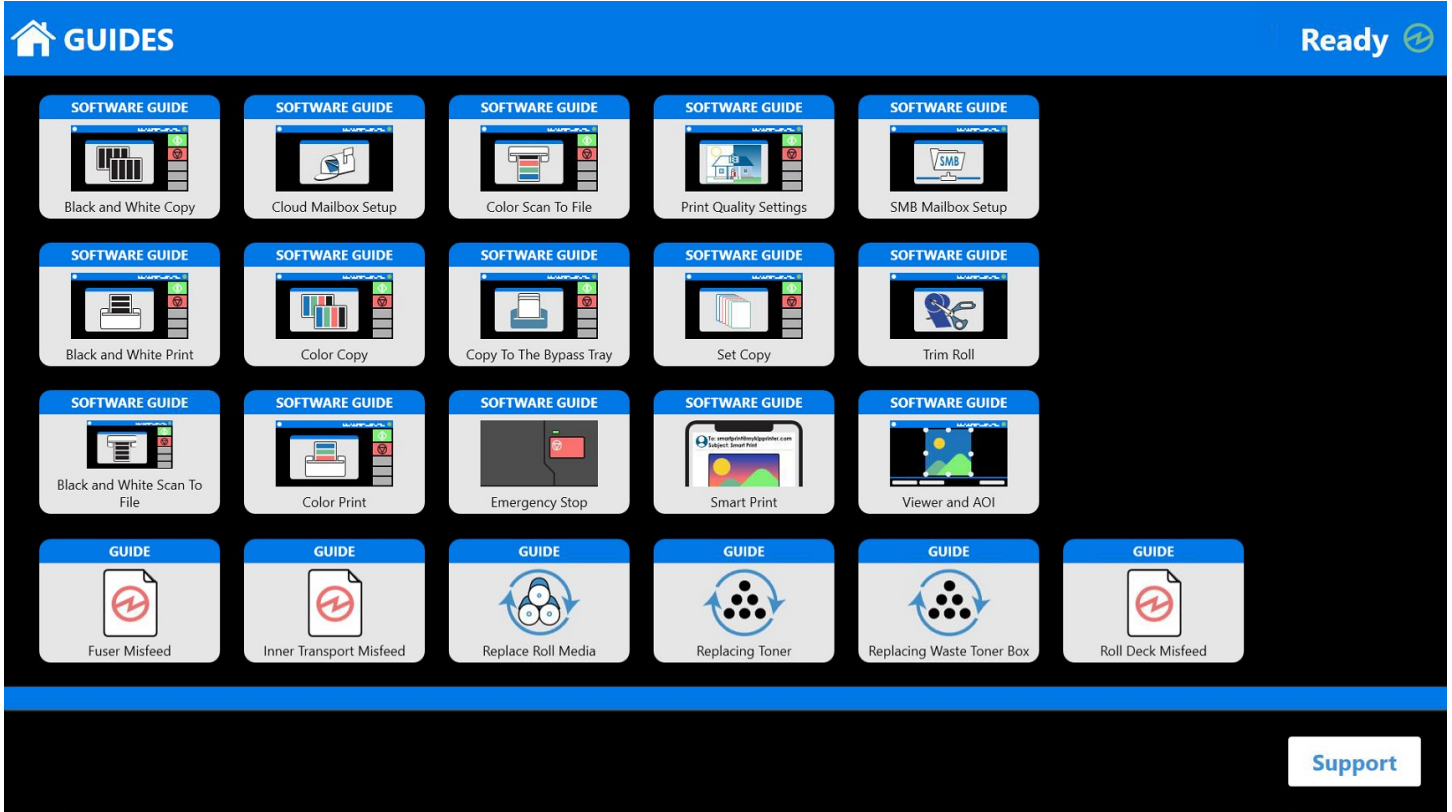 GUIDES
Ready
SOFTWARE GUIDE
Black and White Copy
SOFTWARE GUIDE
Cloud Mailbox Setup
SOFTWARE GUIDE
Color Scan To File
SOFTWARE GUIDE
Print Quality Settings
SOFTWARE GUIDE
SMB
SMB Mailbox Setup
SOFTWARE GUIDE
Black and White Print
SOFTWARE GUIDE
Color Copy
SOFTWARE GUIDE
Copy To The Bypass Tray
SOFTWARE GUIDE
Set Copy
SOFTWARE GUIDE
Trim Roll
SOFTWARE GUIDE
Black and White Scan To
File
SOFTWARE GUIDE
Color Print
SOFTWARE GUIDE
Emergency Stop
SOFTWARE GUIDE
To: smartprint@mykipprinter.com
Subject: Smart Print
Smart Print
SOFTWARE GUIDE
Viewer and AOI
GUIDE
Fuser Misfeed
GUIDE
Inner Transport Misfeed
GUIDE
Replace Roll Media
GUIDE
Replacing Toner
GUIDE
Replacing Waste Toner Box
GUIDE
Roll Deck Misfeed
Support